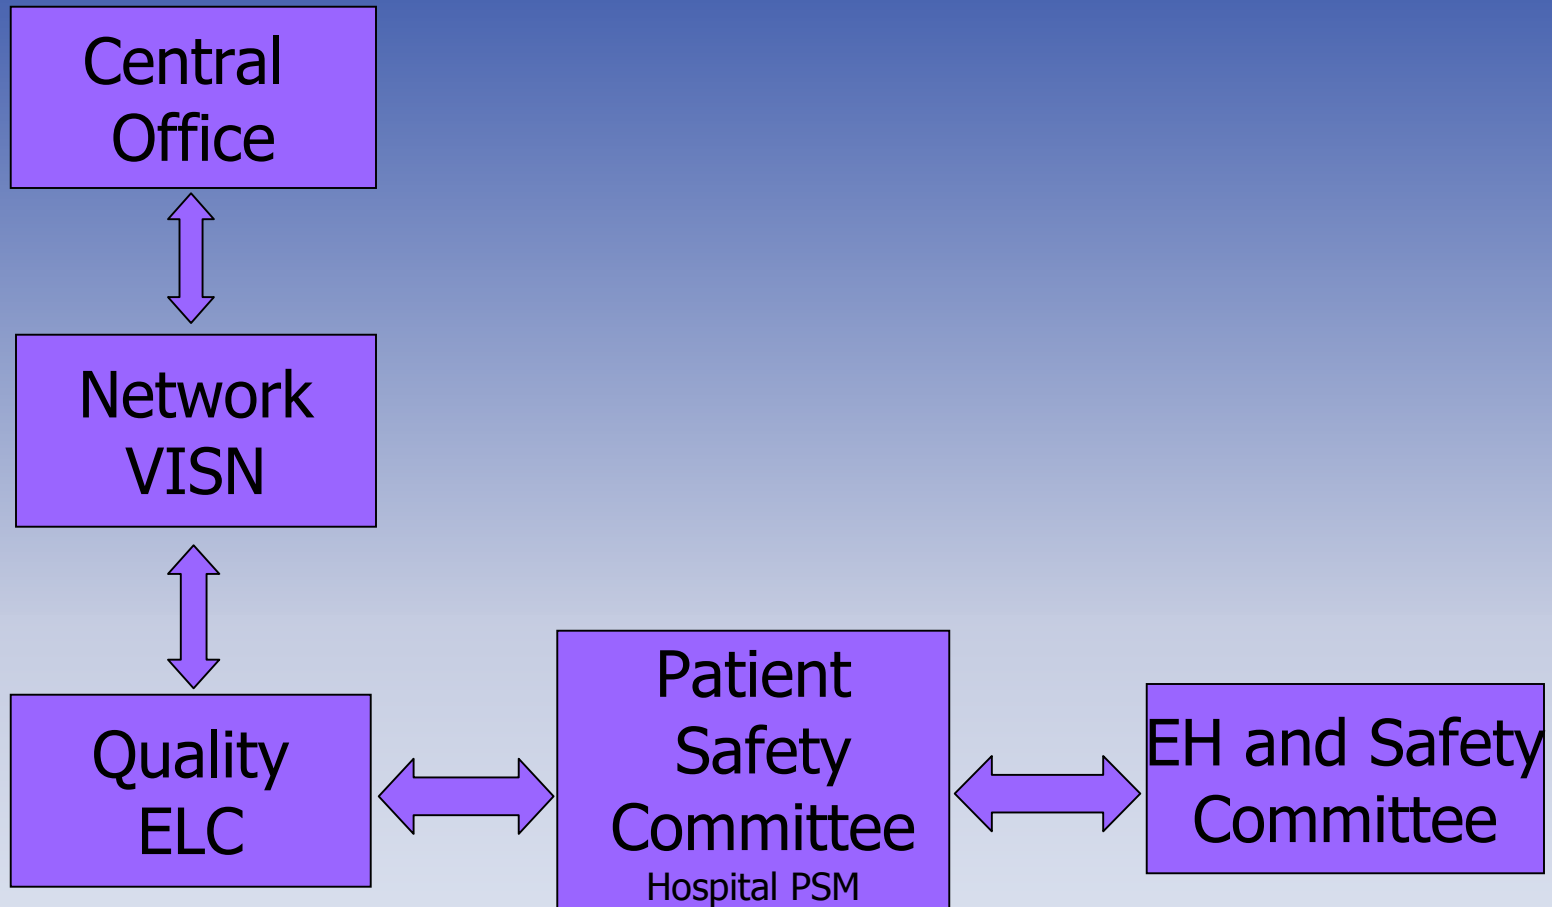 Central
Office
Network
VISN
Quality
ELC
Patient
Safety
Committee
Hospital PSM
EH and Safety
Committee